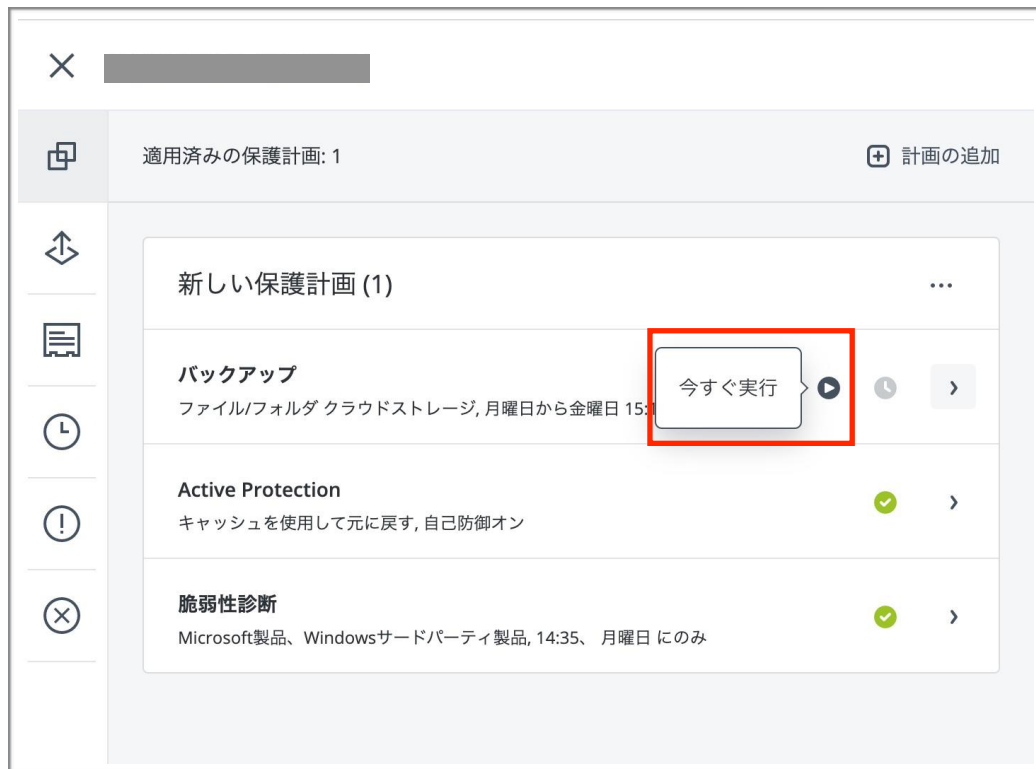 適用済みの保護計画: 1
計画の追加
新しい保護計画 (1)
バックアップ
今すぐ実行
ファイル/フォルダ クラウドストレージ, 月曜日から金曜日
Active Protection
キャッシュを使用して元に戻す, 自己防御オン
脆弱性診断
Microsoft製品、Windowsサードパーティ製品, 14:35、 月曜日 にのみ